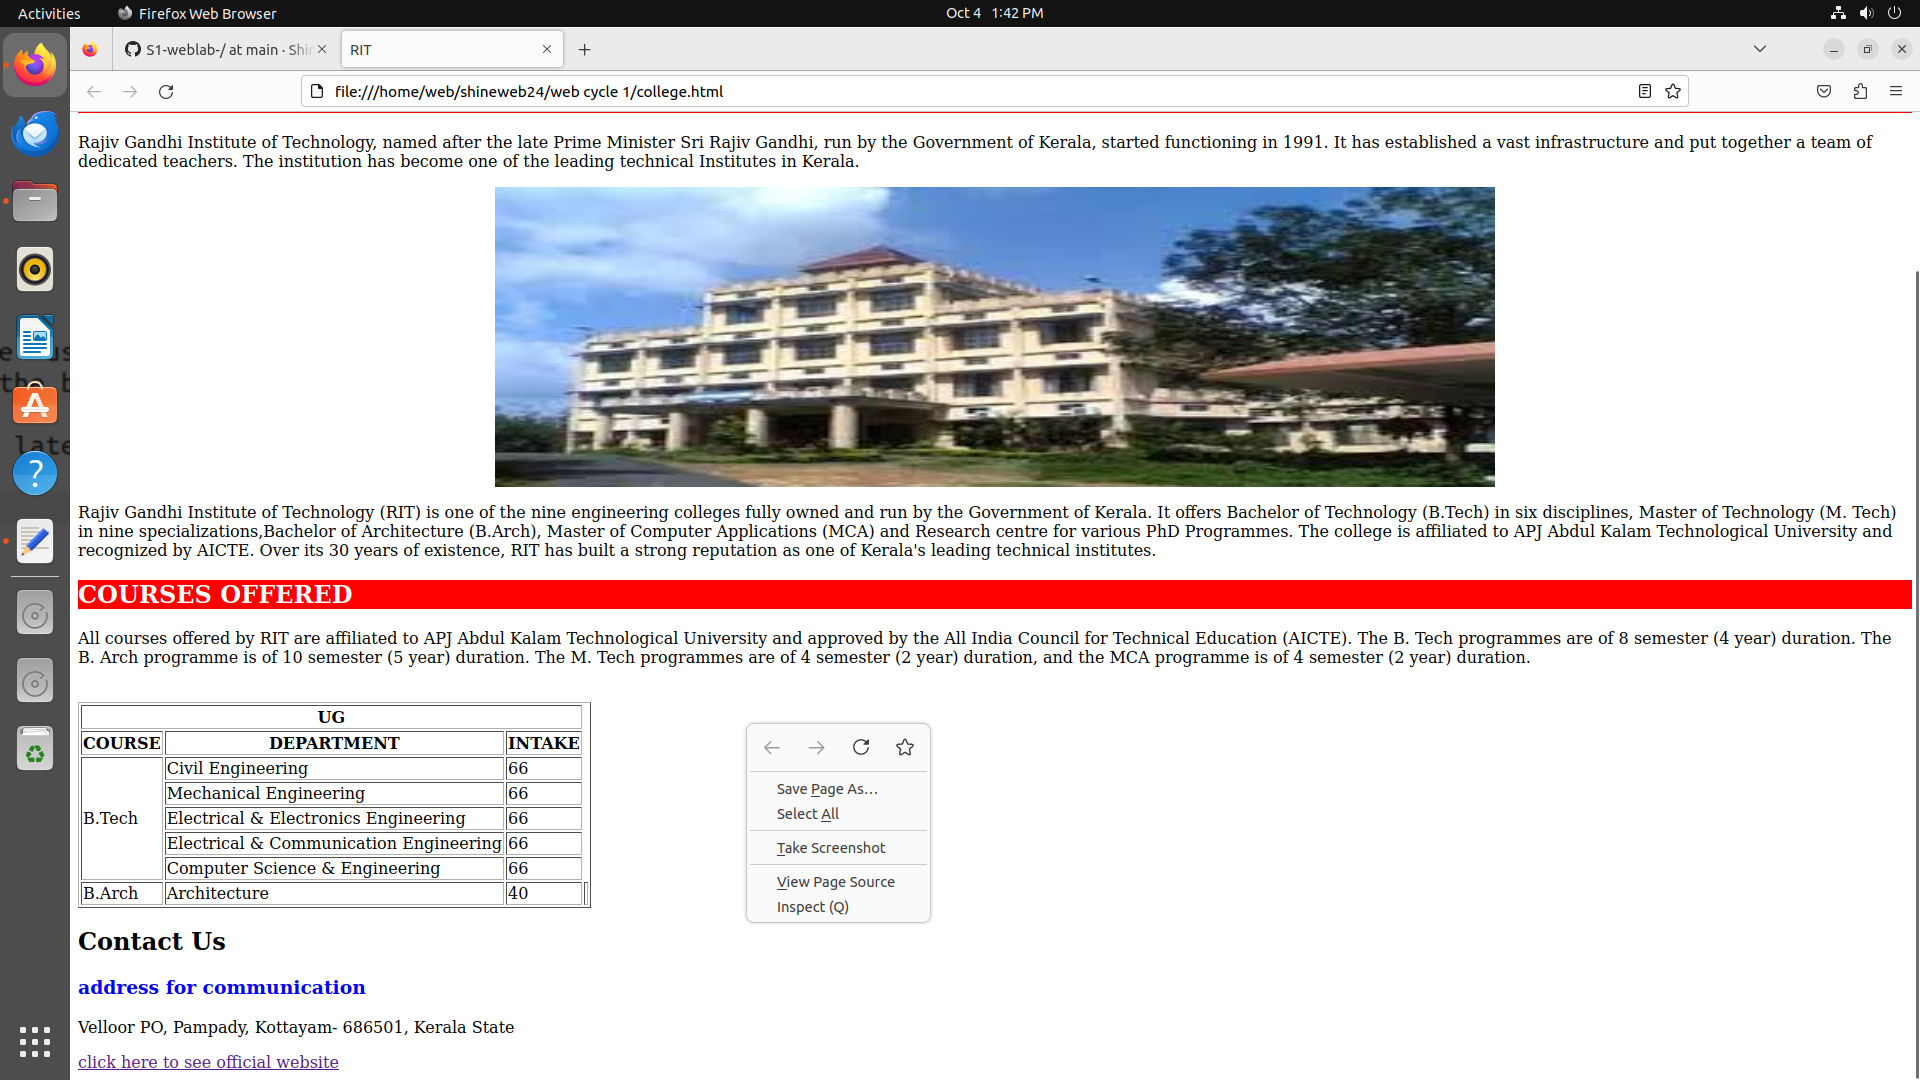 Activities
Firefox Web Browser
Oct 4 1:42 PM
S1-weblab-/ at main · Shin
RIT
file:///home/web/shineweb24/web cycle 1/college.html
Rajiv Gandhi Institute of Technology, named after the late Prime Minister Sri Rajiv Gandhi, run by the Government of Kerala, started functioning in 1991. It has established a vast infrastructure and put together a team of
dedicated teachers. The institution has become one of the leading technical Institutes in Kerala.
Rajiv Gandhi Institute of Technology (RIT) is one of the nine engineering colleges fully owned and run by the Government of Kerala. It offers Bachelor of Technology (B.Tech) in six disciplines, Master of Technology (M. Tech)
in nine specializations,Bachelor of Architecture (B.Arch), Master of Computer Applications (MCA) and Research centre for various PhD Programmes. The college is affiliated to APJ Abdul Kalam Technological University and
recognized by AICTE. Over its 30 years of existence, RIT has built a strong reputation as one of Kerala's leading technical institutes.
COURSES OFFERED
All courses offered by RIT are affiliated to APJ Abdul Kalam Technological University and approved by the All India Council for Technical Education (AICTE). The B. Tech programmes are of 8 semester (4 year) duration. The
B. Arch programme is of 10 semester (5 year) duration. The M. Tech programmes are of 4 semester (2 year) duration, and the MCA programme is of 4 semester (2 year) duration.
UG
COURSE DEPARTMENT INTAKE
B.Tech
Civil Engineering 66
Mechanical Engineering 66
Electrical & Electronics Engineering 66
Electrical & Communication Engineering 66
Computer Science & Engineering 66
B.Arch Architecture 40
Save Page As…
Select All
Take Screenshot
View Page Source
Inspect (Q)
Contact Us
address for communication
Velloor PO, Pampady, Kottayam- 686501, Kerala State
click here to see official website